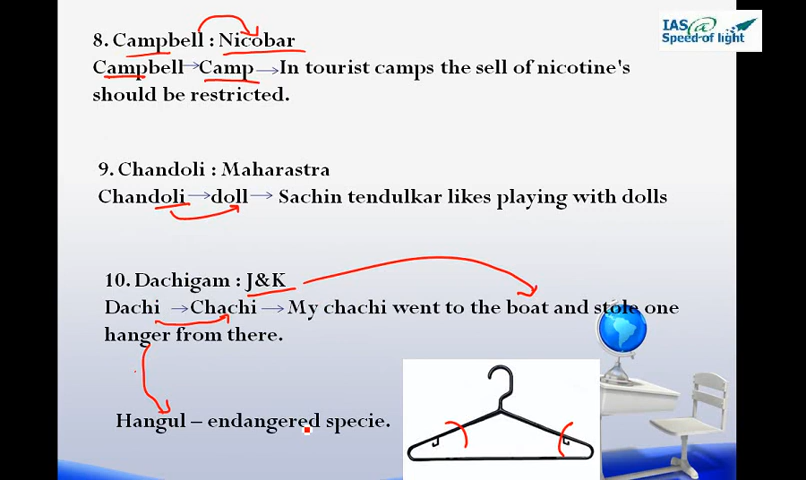 IAS@
Speed of light
8. Campbell : Nicobar
Campbell → Camp → In tourist camps the sell of nicotine's
should be restricted.
9. Chandoli : Maharastra
Chandoli → doll → Sachin tendulkar likes playing with dolls
10. Dachigam : J&K
Dachi → Chachi → My chachi went to the boat and stole one
hanger from there.
Hangul – endangered specie.